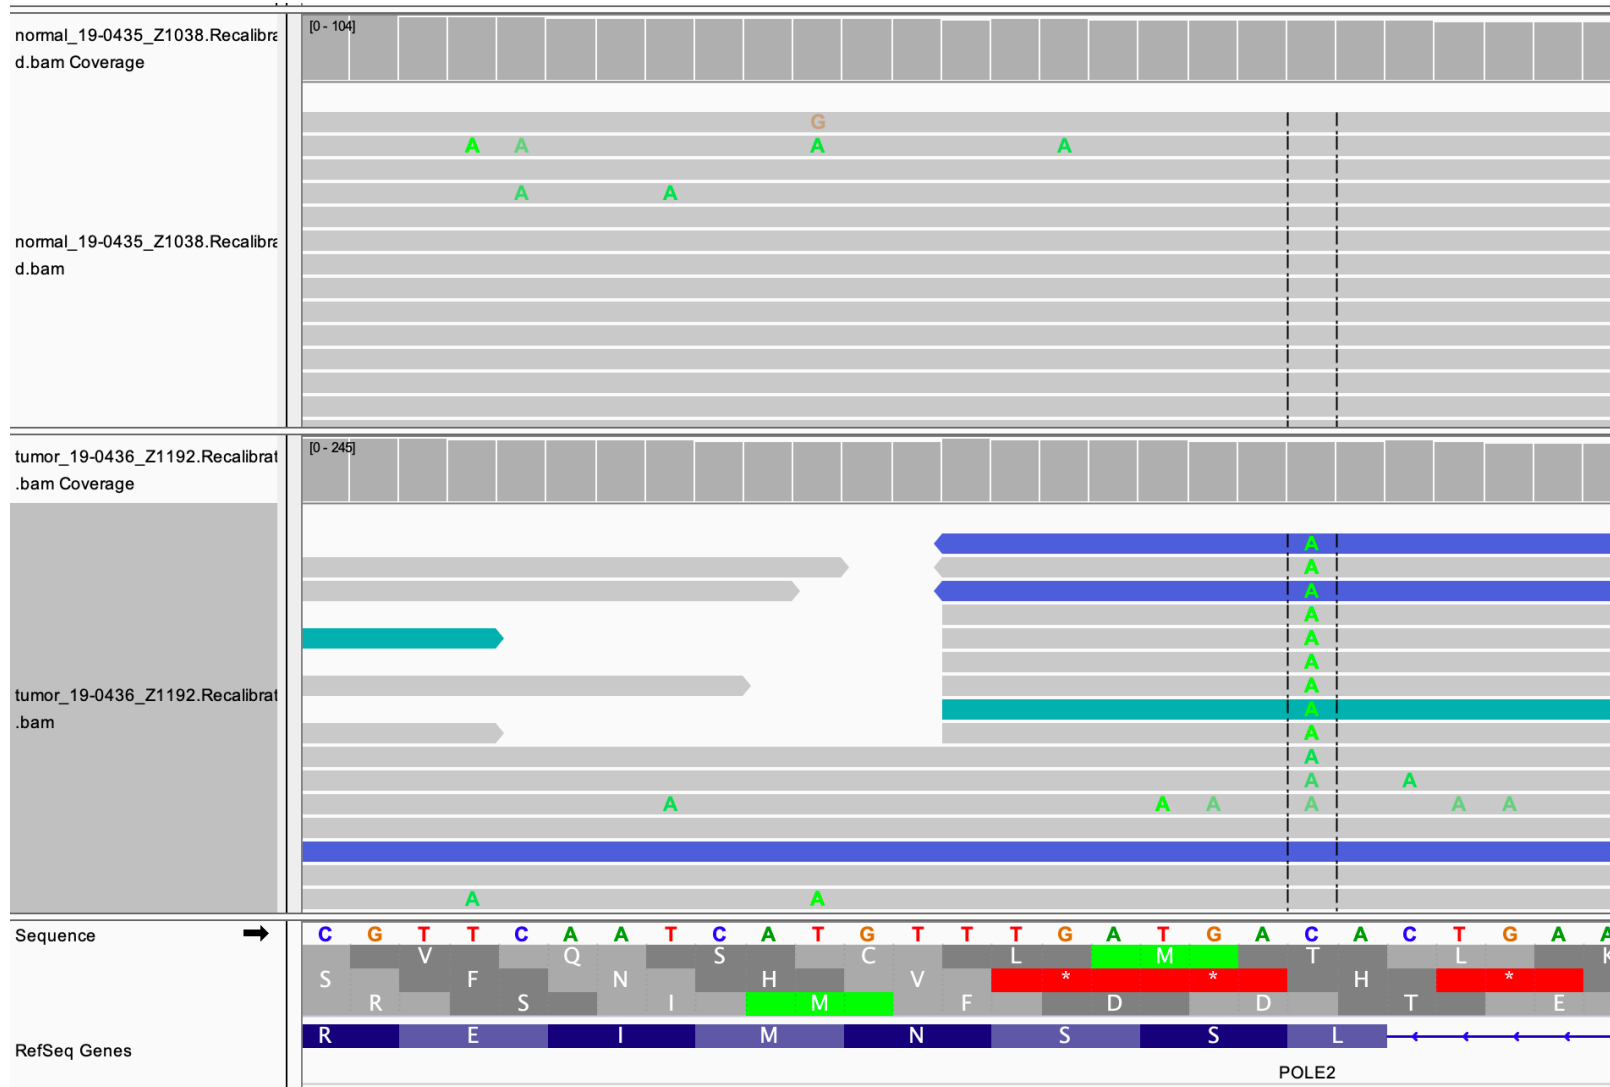 normal_19-0435_Z1038.Recalibra
d.bam Coverage
[0 - 104]
G
A A A A
A A
normal_19-0435_Z1038.Recalibra
d.bam
tumor_19-0436_Z1192.Recalibrat
.bam Coverage
[0 - 245]
A
A
A
A
A
A
A
A
A
A
A A
A A A A A A
A A
tumor_19-0436_Z1192.Recalibrat
.bam
Sequence
C G T T C A A T C A T G T T T G A T G A C A C T G A A
V Q S C L M T L K
S F N H V * * H *
R S I M F D D T E
R E I M N S S L
RefSeq Genes
POLE2